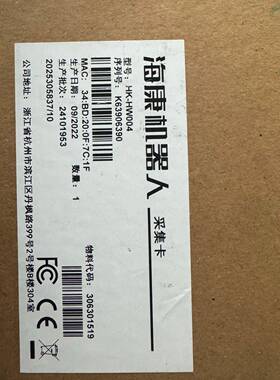 海康机器人 采集卡
型号: HK-HW004
序列号: K63906390
MAC: 34:BD:20:0F:7C:1F
生产日期: 09/2022
数量: 1
物料代码: 306301519
生产批次: 24101953
2025305837/10
地址: 浙江省杭州市滨江区丹枫路399号2号楼B楼304室
FC CE